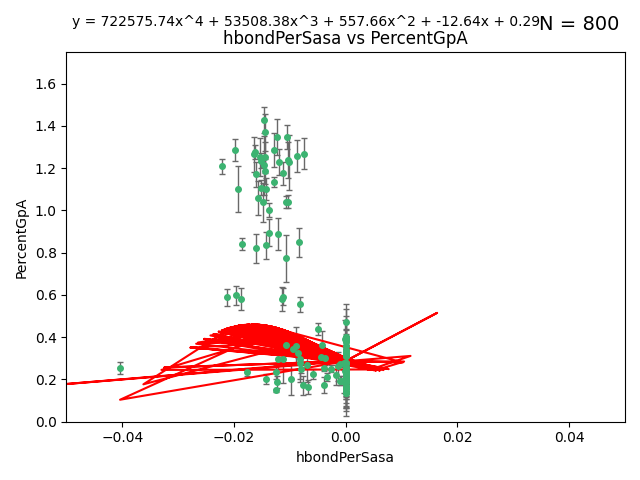 y = 722575.74x^4 + 53508.38x^3 + 557.66x^2 + -12.64x + 0.29
N = 800
hbondPerSasa vs PercentGpA
PercentGpA
1.6
1.4
1.2
1.0
0.8
0.6
0.4
0.2
0.0
−0.04 −0.02 0.00 0.02 0.04
hbondPerSasa